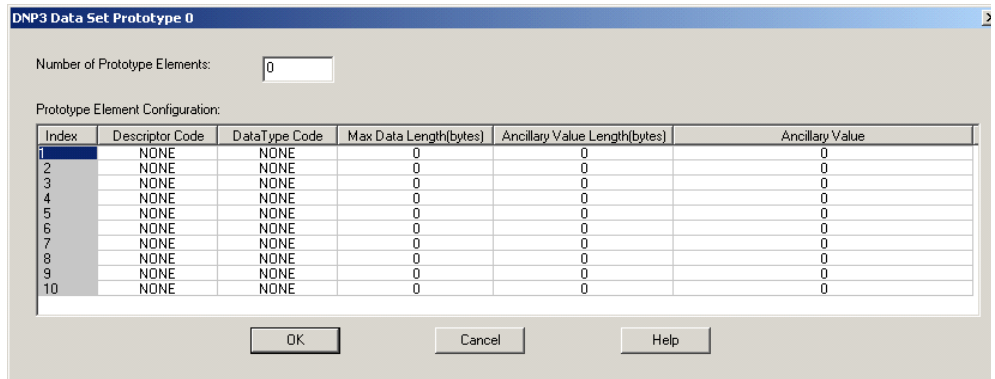 DNP3 Data Set Prototype 0
Number of Prototype Elements: 0
Prototype Element Configuration:
Index Descriptor Code DataType Code Max Data Length(bytes) Ancillary Value Length(bytes) Ancillary Value
1 NONE NONE 0 0 0
2 NONE NONE 0 0 0
3 NONE NONE 0 0 0
4 NONE NONE 0 0 0
5 NONE NONE 0 0 0
6 NONE NONE 0 0 0
7 NONE NONE 0 0 0
8 NONE NONE 0 0 0
9 NONE NONE 0 0 0
10 NONE NONE 0 0 0
OK Cancel Help